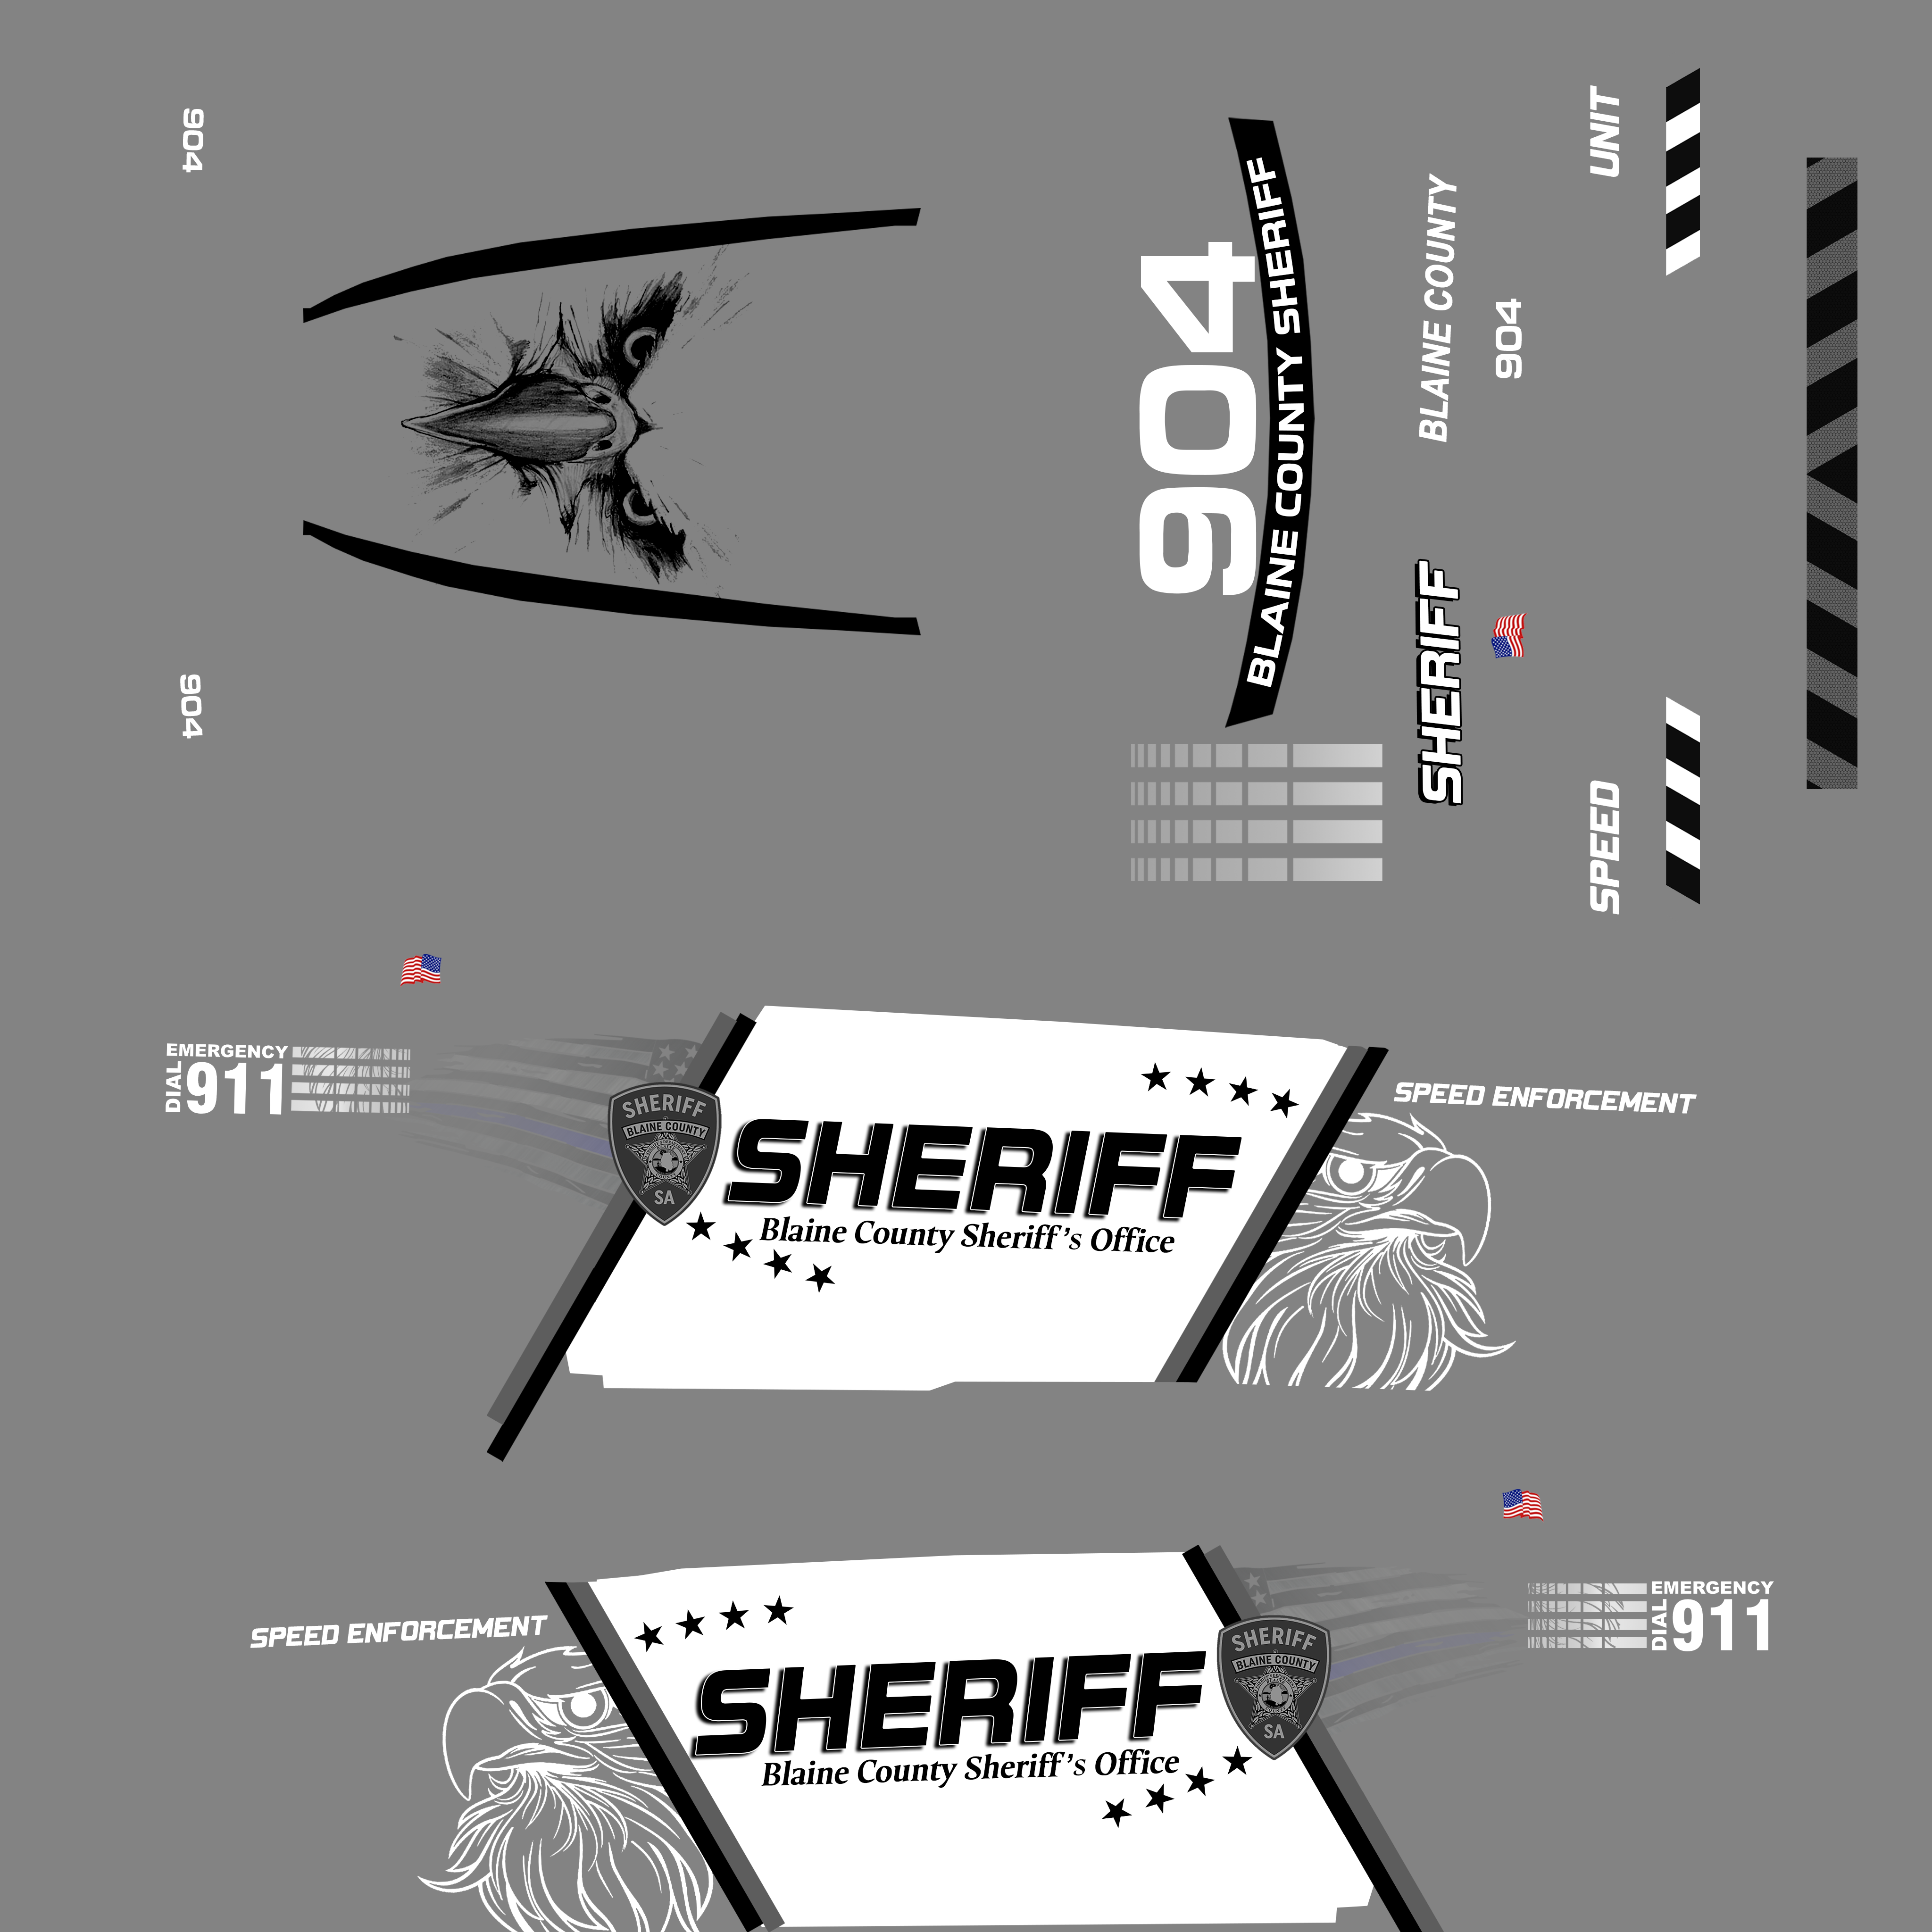 904
904
904
BLAINE COUNTY SHERIFF
BLAINE COUNTY
SHERIFF
904
UNIT
SPEED
EMERGENCY
DIAL
911
SHERIFF
BLAINE COUNTY
SA
SHERIFF
Blaine County Sheriff's Office
SPEED ENFORCEMENT
SPEED ENFORCEMENT
SHERIFF
Blaine County Sheriff's Office
SHERIFF
BLAINE COUNTY
SA
EMERGENCY
DIAL
911